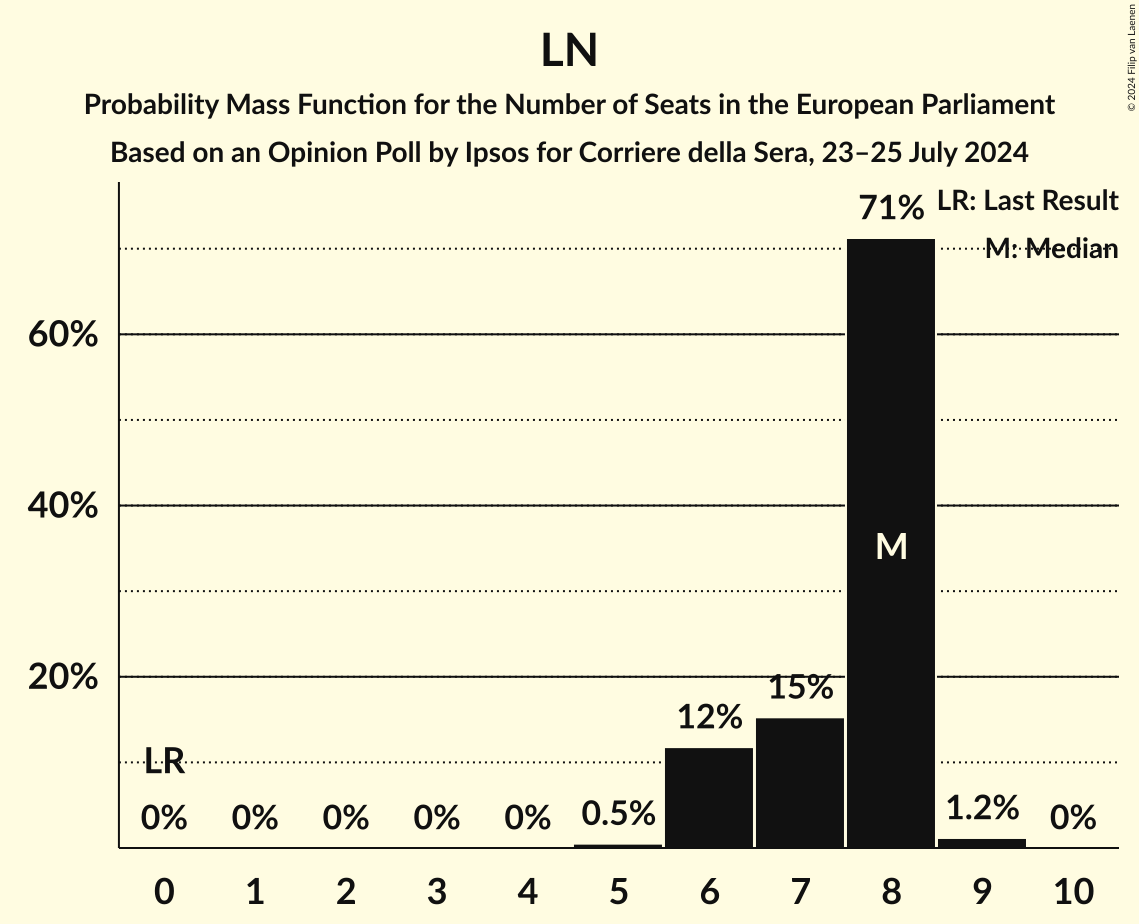 LN
Probability Mass Function for the Number of Seats in the European Parliament
Based on an Opinion Poll by Ipsos for Corriere della Sera, 23–25 July 2024
© 2024 Filip van Laenen
LR: Last Result
M: Median
60%
40%
20%
LR
0%
0%
0%
0%
0%
0.5%
12%
15%
71%
M
1.2%
0%
0 1 2 3 4 5 6 7 8 9 10